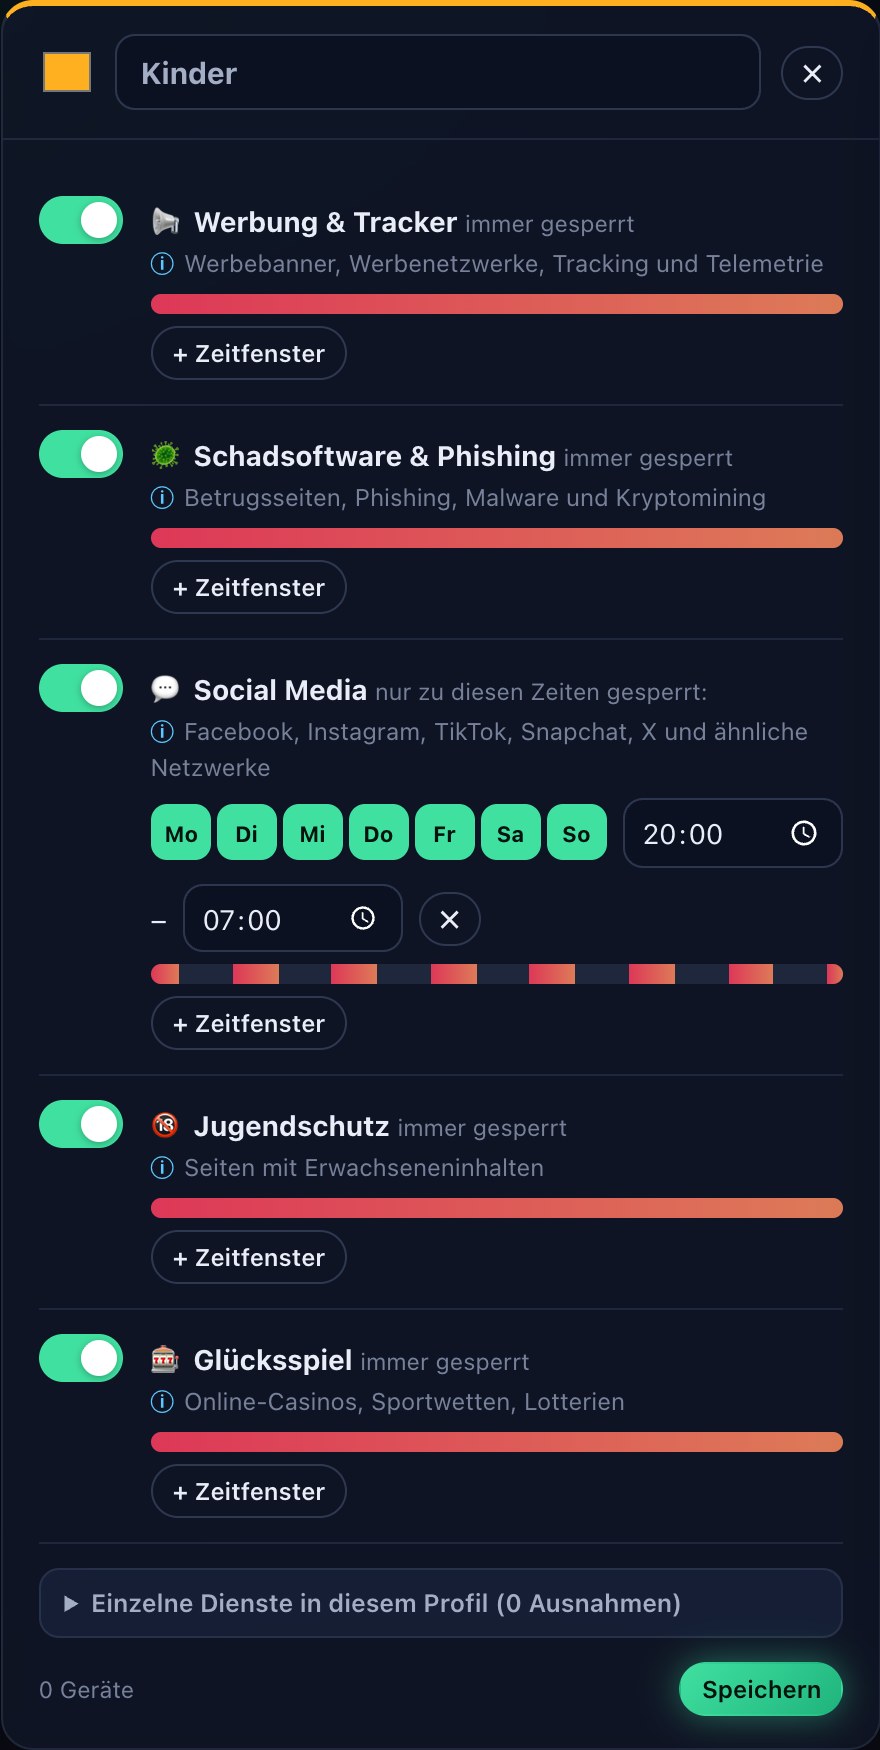 Kinder
Werbung & Tracker immer gesperrt
Werbebanner, Werbenetzwerke, Tracking und Telemetrie
+ Zeitfenster
Schadsoftware & Phishing immer gesperrt
Betrugsseiten, Phishing, Malware und Kryptomining
+ Zeitfenster
Social Media nur zu diesen Zeiten gesperrt:
Facebook, Instagram, TikTok, Snapchat, X und ähnliche
Netzwerke
Mo Di Mi Do Fr Sa So 20:00
– 07:00
+ Zeitfenster
Jugendschutz immer gesperrt
Seiten mit Erwachseneninhalten
+ Zeitfenster
Glücksspiel immer gesperrt
Online-Casinos, Sportwetten, Lotterien
+ Zeitfenster
Einzelne Dienste in diesem Profil (0 Ausnahmen)
0 Geräte Speichern